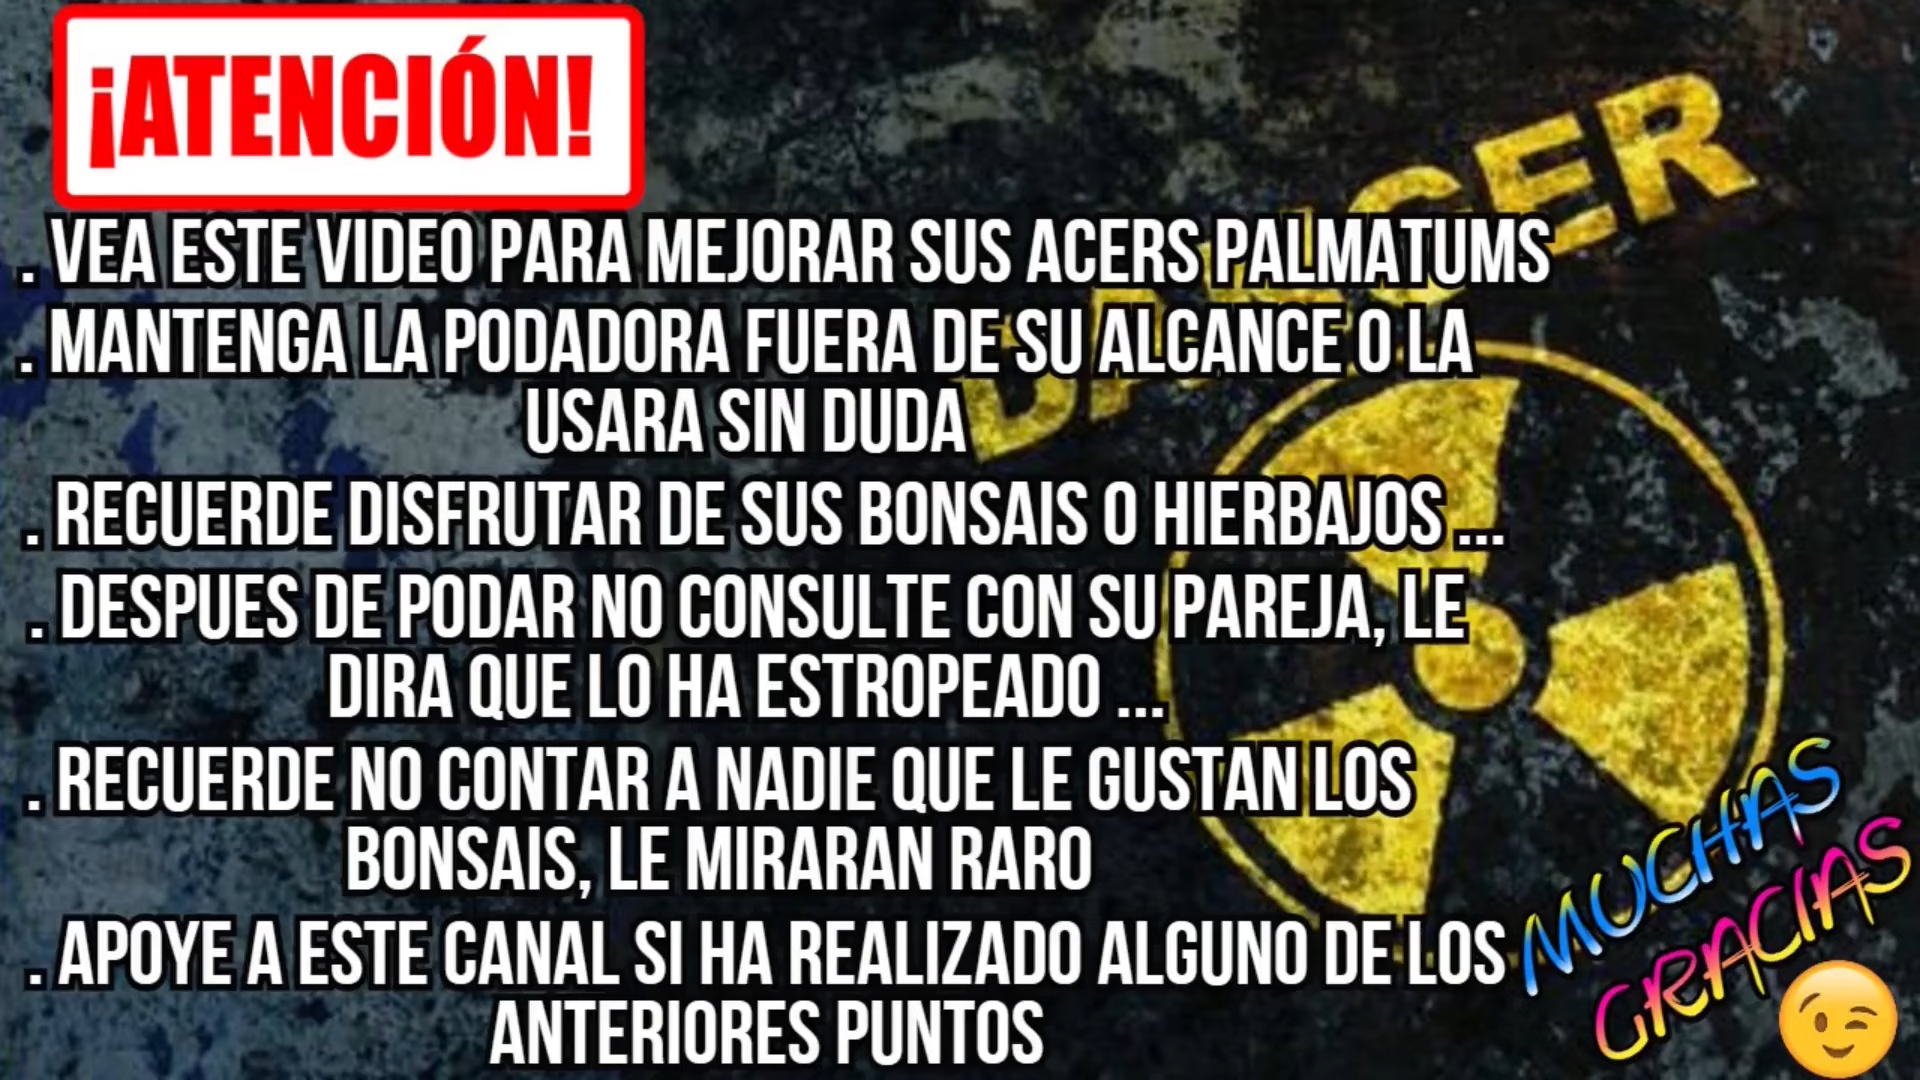 ¡ATENCIÓN!
DANGER
. VEA ESTE VIDEO PARA MEJORAR SUS ACERS PALMATUMS
. MANTENGA LA PODADORA FUERA DE SU ALCANCE O LA
USARA SIN DUDA
. RECUERDE DISFRUTAR DE SUS BONSAIS O HIERBAJOS ...
. DESPUES DE PODAR NO CONSULTE CON SU PAREJA, LE
DIRA QUE LO HA ESTROPEADO ...
. RECUERDE NO CONTAR A NADIE QUE LE GUSTAN LOS
BONSAIS, LE MIRARAN RARO
. APOYE A ESTE CANAL SI HA REALIZADO ALGUNO DE LOS
ANTERIORES PUNTOS
MUCHAS
GRACIAS